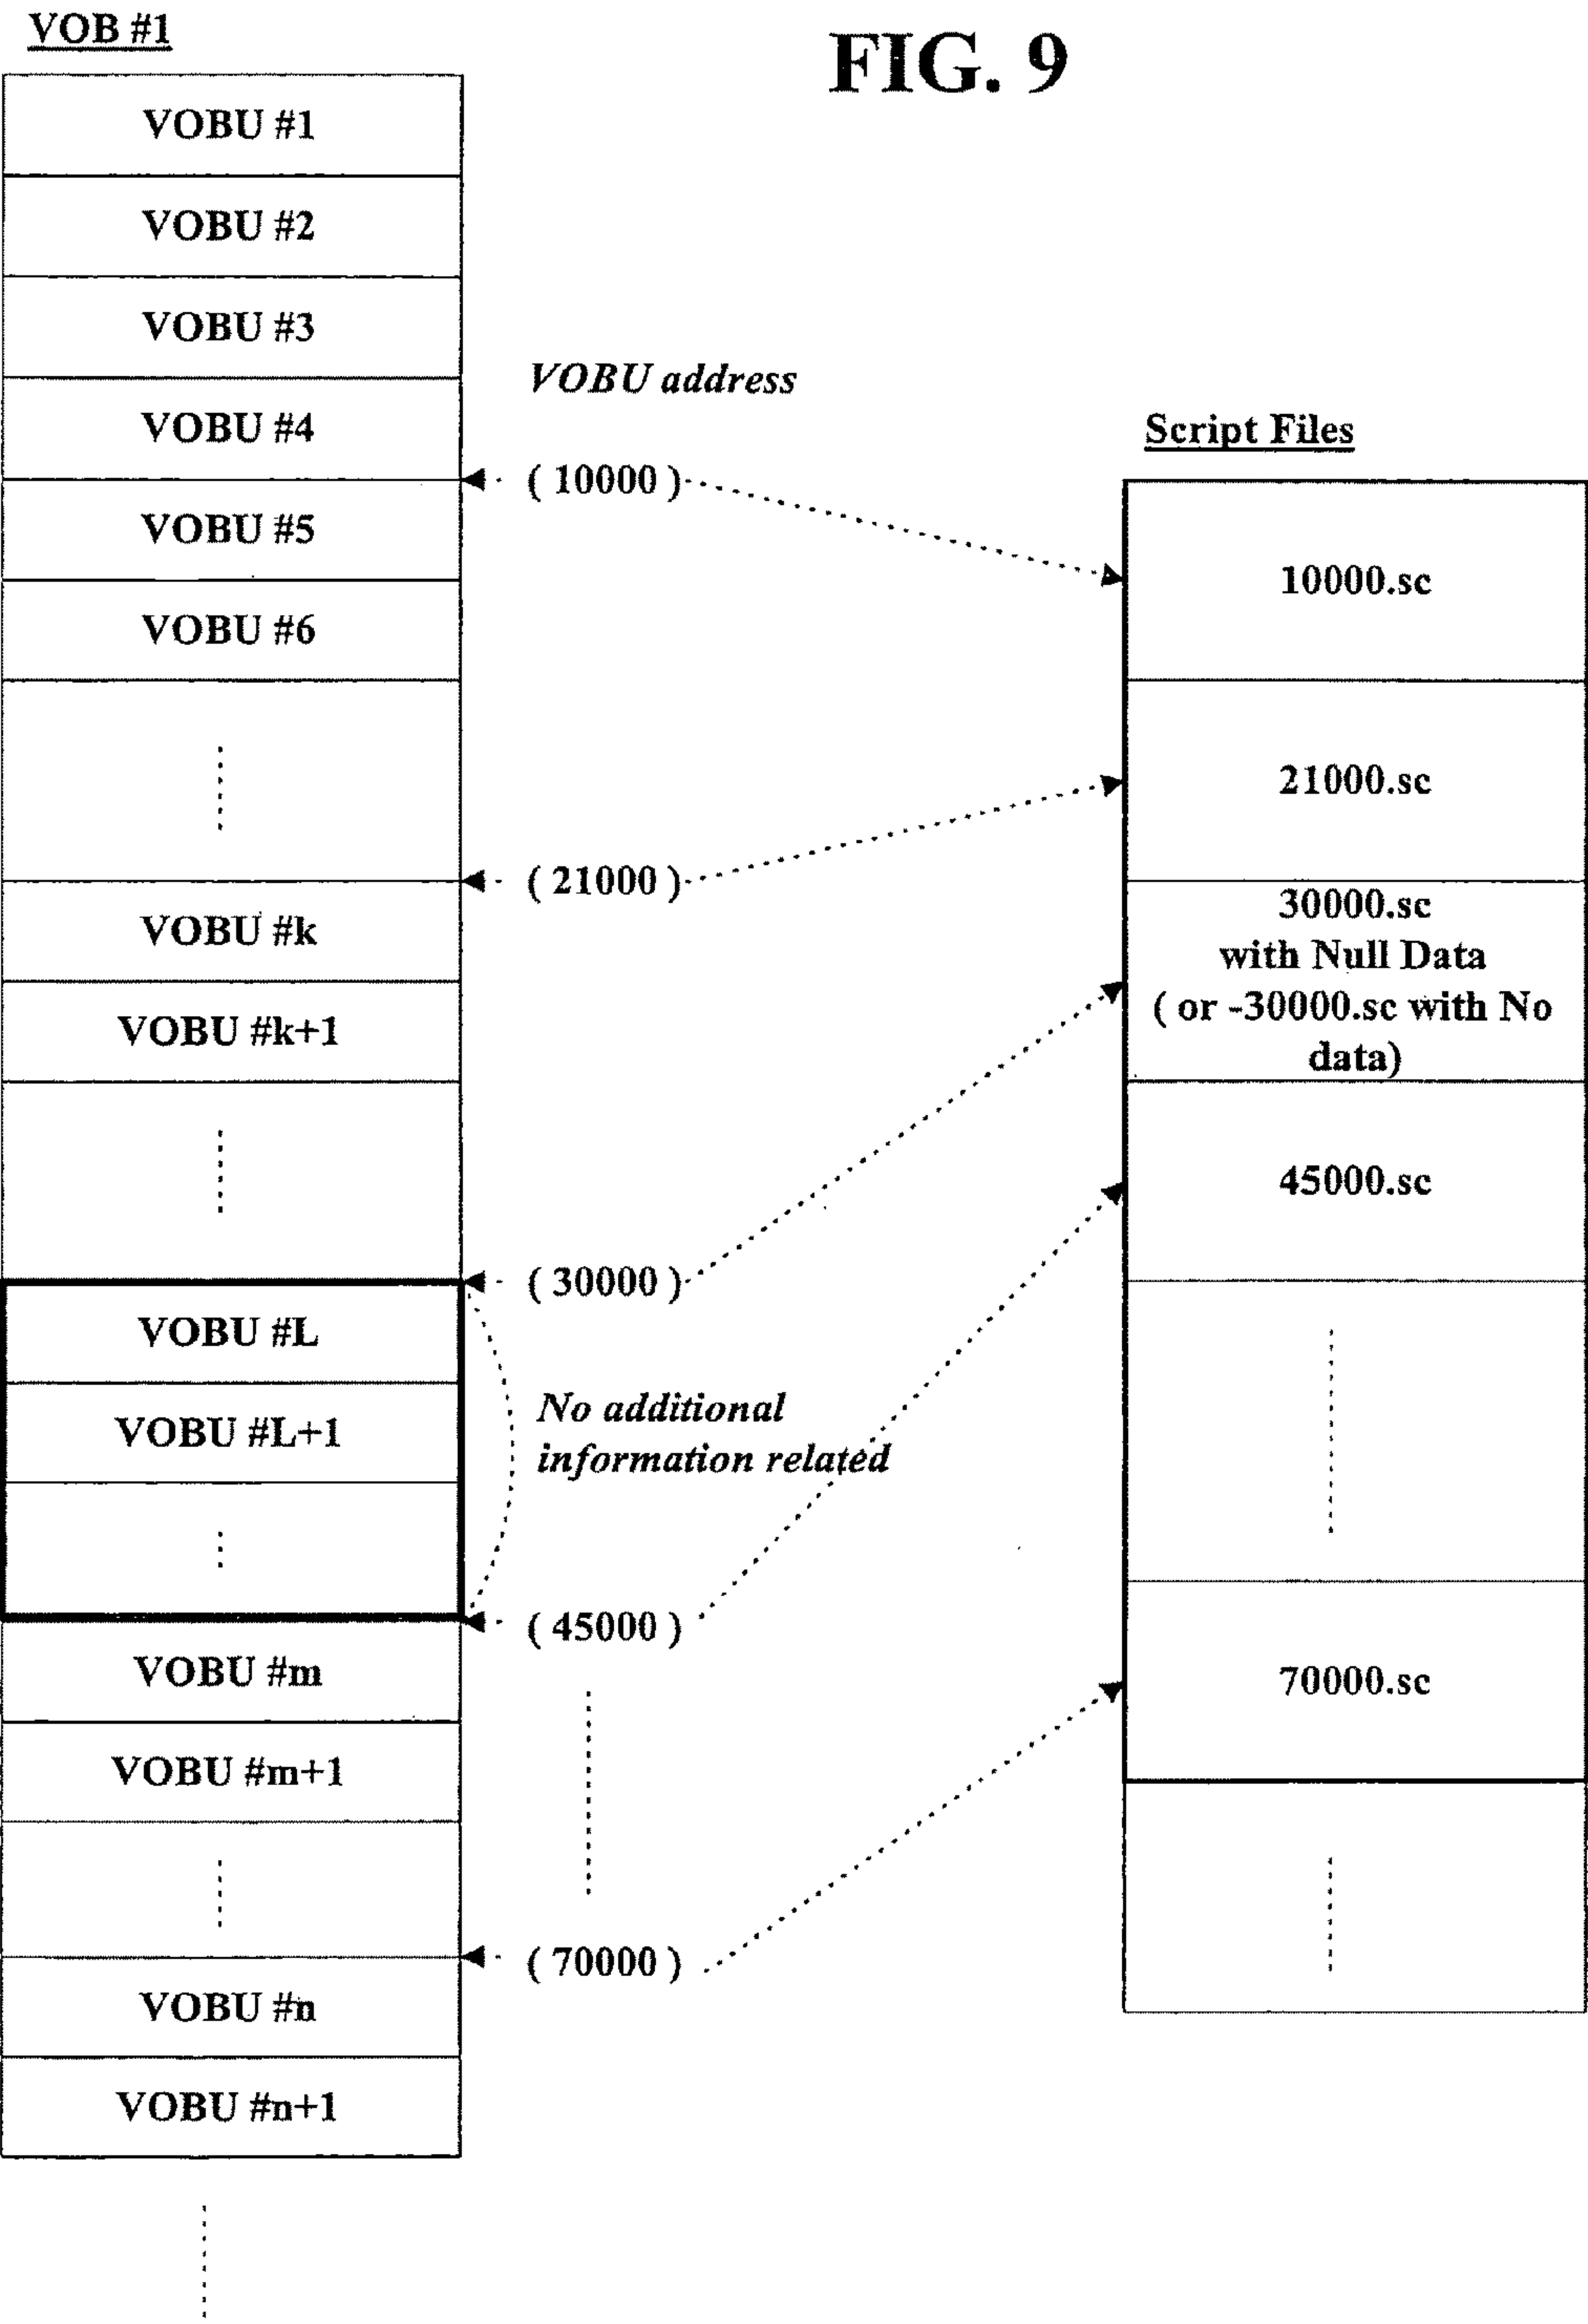 VOB #1
FIG. 9
VOBU #1
VOBU #2
VOBU #3
VOBU #4
VOBU #5
VOBU #6
VOBU #k
VOBU #k+1
VOBU #L
VOBU #L+1
VOBU #m
VOBU #m+1
VOBU #n
VOBU #n+1
VOBU address
( 10000 )
( 21000 )
( 30000 )
No additional
information related
( 45000 )
( 70000 )
Script Files
10000.sc
21000.sc
30000.sc
with Null Data
( or -30000.sc with No
data)
45000.sc
70000.sc